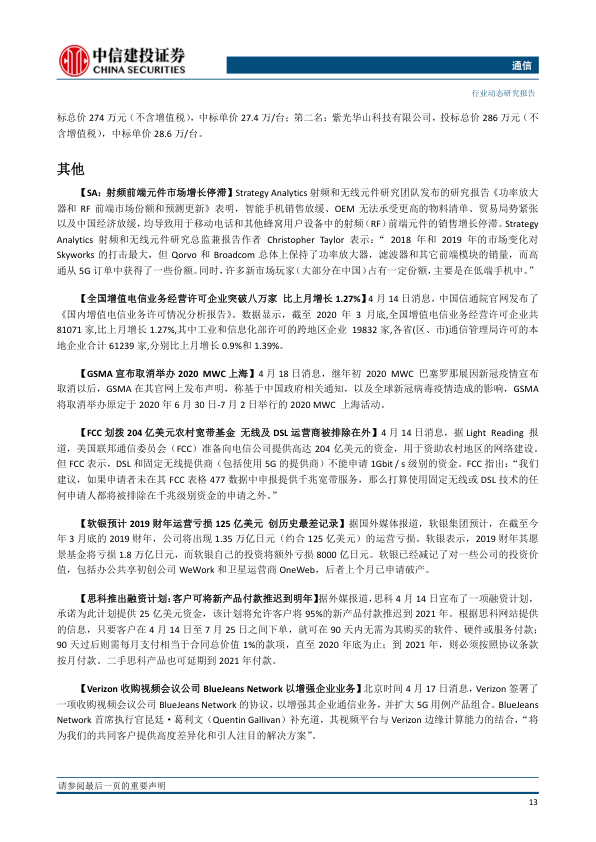 中信建投证券
CHINA SECURITIES
通信
行业动态研究报告
标总价 274 万元（不含增值税），中标单价 27.4 万/台；第二名：紫光华山科技有限公司，投标总价 286 万元（不
含增值税），中标单价 28.6 万/台。
其他
【SA：射频前端元件市场增长停滞】Strategy Analytics 射频和无线元件研究团队发布的研究报告《功率放大
器和 RF 前端市场份额和预测更新》表明，智能手机销售放缓、OEM 无法承受更高的物料清单、贸易局势紧张
以及中国经济放缓，均导致用于移动电话和其他蜂窝用户设备中的射频（RF）前端元件的销售增长停滞。Strategy
Analytics 射频和无线元件研究总监兼报告作者 Christopher Taylor 表示：“ 2018 年和 2019 年的市场变化对
Skyworks 的打击最大，但 Qorvo 和 Broadcom 总体上保持了功率放大器，滤波器和其它前端模块的销量，而高
通从 5G 订单中获得了一些份额。同时，许多新市场玩家（大部分在中国）占有一定份额，主要是在低端手机中。”
【全国增值电信业务经营许可企业突破八万家 比上月增长 1.27%】4 月 14 日消息，中国信通院官网发布了
《国内增值电信业务许可情况分析报告》。数据显示，截至 2020 年 3 月底,全国增值电信业务经营许可企业共
81071 家,比上月增长 1.27%,其中工业和信息化部许可的跨地区企业 19832 家,各省(区、市)通信管理局许可的本
地企业合计 61239 家,分别比上月增长 0.9%和 1.39%。
【GSMA 宣布取消举办 2020 MWC 上海】4 月 18 日消息，继年初 2020 MWC 巴塞罗那展因新冠疫情宣布
取消以后，GSMA 在其官网上发布声明，称基于中国政府相关通知，以及全球新冠病毒疫情造成的影响，GSMA
将取消举办原定于 2020 年 6 月 30 日-7 月 2 日举行的 2020 MWC 上海活动。
【FCC 划拨 204 亿美元农村宽带基金 无线及 DSL 运营商被排除在外】4 月 14 日消息，据 Light Reading 报
道，美国联邦通信委员会（FCC）准备向电信公司提供高达 204 亿美元的资金，用于资助农村地区的网络建设。
但 FCC 表示，DSL 和固定无线提供商（包括使用 5G 的提供商）不能申请 1Gbit / s 级别的资金。FCC 指出：“我们
建议，如果申请者未在其 FCC 表格 477 数据中申报提供千兆宽带服务，那么打算使用固定无线或 DSL 技术的任
何申请人都将被排除在千兆级别资金的申请之外。”
【软银预计 2019 财年运营亏损 125 亿美元 创历史最差记录】据国外媒体报道，软银集团预计，在截至今
年 3 月底的 2019 财年，公司将出现 1.35 万亿日元（约合 125 亿美元）的运营亏损。软银表示，2019 财年其愿
景基金将亏损 1.8 万亿日元，而软银自己的投资将额外亏损 8000 亿日元。软银已经减记了对一些公司的投资价
值，包括办公共享初创公司 WeWork 和卫星运营商 OneWeb，后者上个月已申请破产。
【思科推出融资计划：客户可将新产品付款推迟到明年】据外媒报道，思科 4 月 14 日宣布了一项融资计划，
承诺为此计划提供 25 亿美元资金，该计划将允许客户将 95%的新产品付款推迟到 2021 年。根据思科网站提供
的信息，只要客户在 4 月 14 日至 7 月 25 日之间下单，就可在 90 天内无需为其购买的软件、硬件或服务付款；
90 天过后则需每月支付相当于合同总价值 1%的款项，直至 2020 年底为止；到 2021 年，则必须按照协议条款
按月付款。二手思科产品也可延期到 2021 年付款。
【Verizon 收购视频会议公司 BlueJeans Network 以增强企业业务】北京时间 4 月 17 日消息，Verizon 签署了
一项收购视频会议公司 BlueJeans Network 的协议，以增强其企业通信业务，并扩大 5G 用例产品组合。BlueJeans
Network 首席执行官昆廷·葛利文（Quentin Gallivan）补充道，其视频平台与 Verizon 边缘计算能力的结合，“将
为我们的共同客户提供高度差异化和引人注目的解决方案”。
请参阅最后一页的重要声明
13